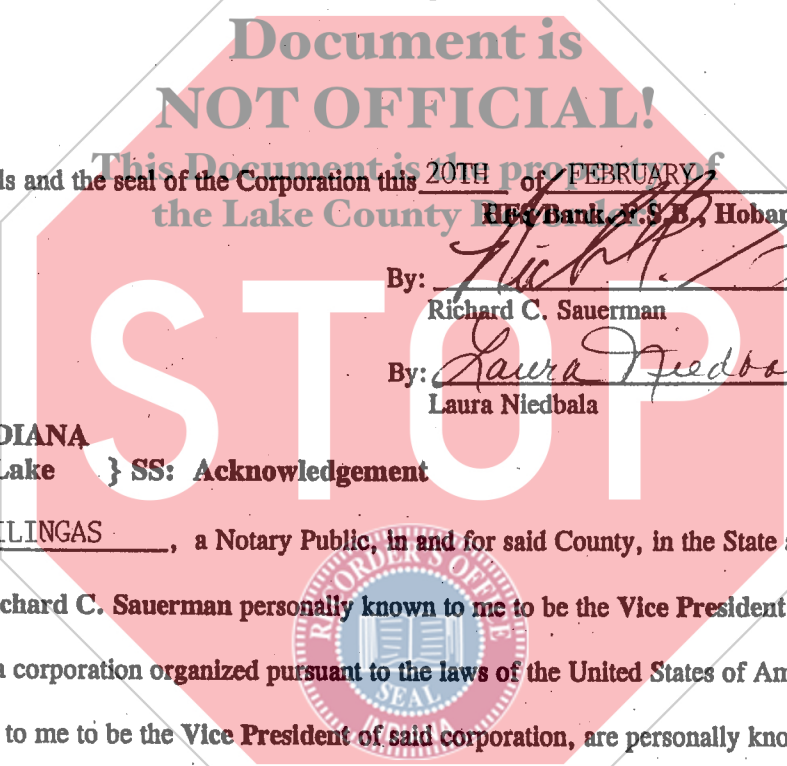 Document is
NOT OFFICIAL!
This Document is the property of
the Lake County Recorder!
ls and the seal of the Corporation this 20TH of FEBRUARY
HFS Bank, F.S.B., Hobar
By:
Richard C. Sauerman
By: Laura Niedba
Laura Niedbala
DIANA
Lake } SS: Acknowledgement
STOP
ILINGAS, a Notary Public, in and for said County, in the State a
chard C. Sauerman personally known to me to be the Vice President
a corporation organized pursuant to the laws of the United States of Am
to me to be the Vice President of said corporation, are personally kno
RECORDER'S OFFICE
SEAL
INDIANA